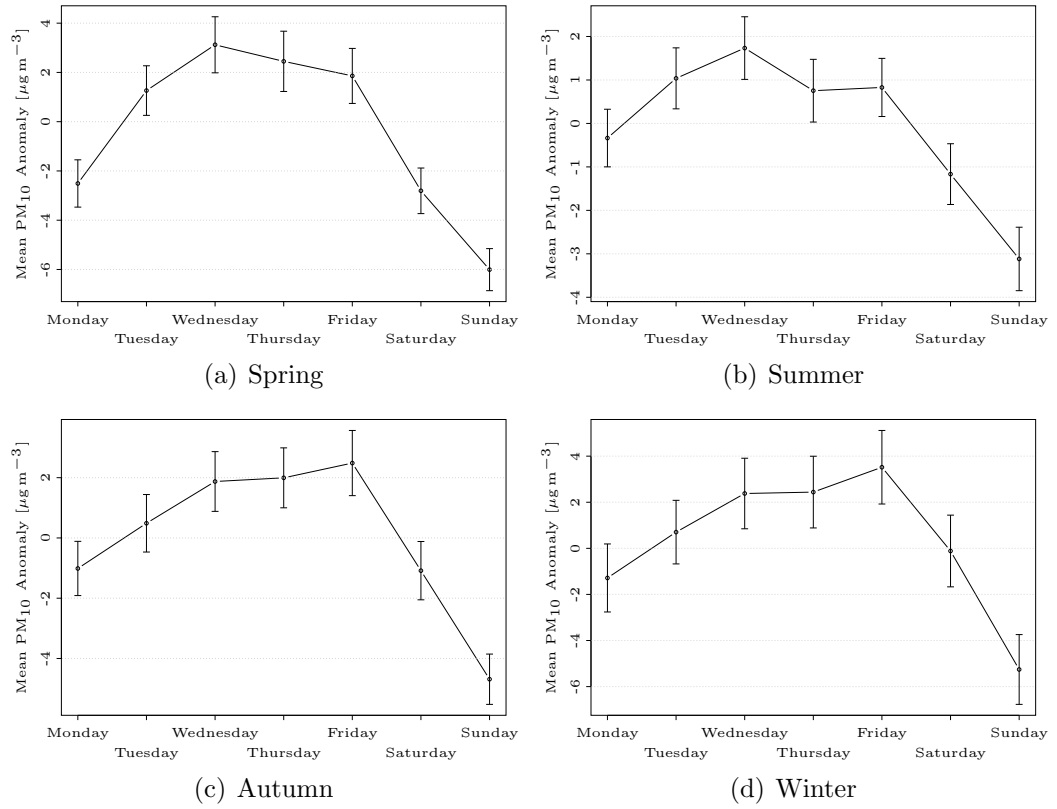 Mean PM10 Anomaly [μg m−3]
4
2
0
-2
-4
-6
Monday Tuesday Wednesday Thursday Friday Saturday Sunday
(a) Spring
Mean PM10 Anomaly [μg m−3]
2
1
0
-1
-2
-3
-4
Monday Tuesday Wednesday Thursday Friday Saturday Sunday
(b) Summer
Mean PM10 Anomaly [μg m−3]
2
0
-2
-4
Monday Tuesday Wednesday Thursday Friday Saturday Sunday
(c) Autumn
Mean PM10 Anomaly [μg m−3]
4
2
0
-2
-4
-6
Monday Tuesday Wednesday Thursday Friday Saturday Sunday
(d) Winter